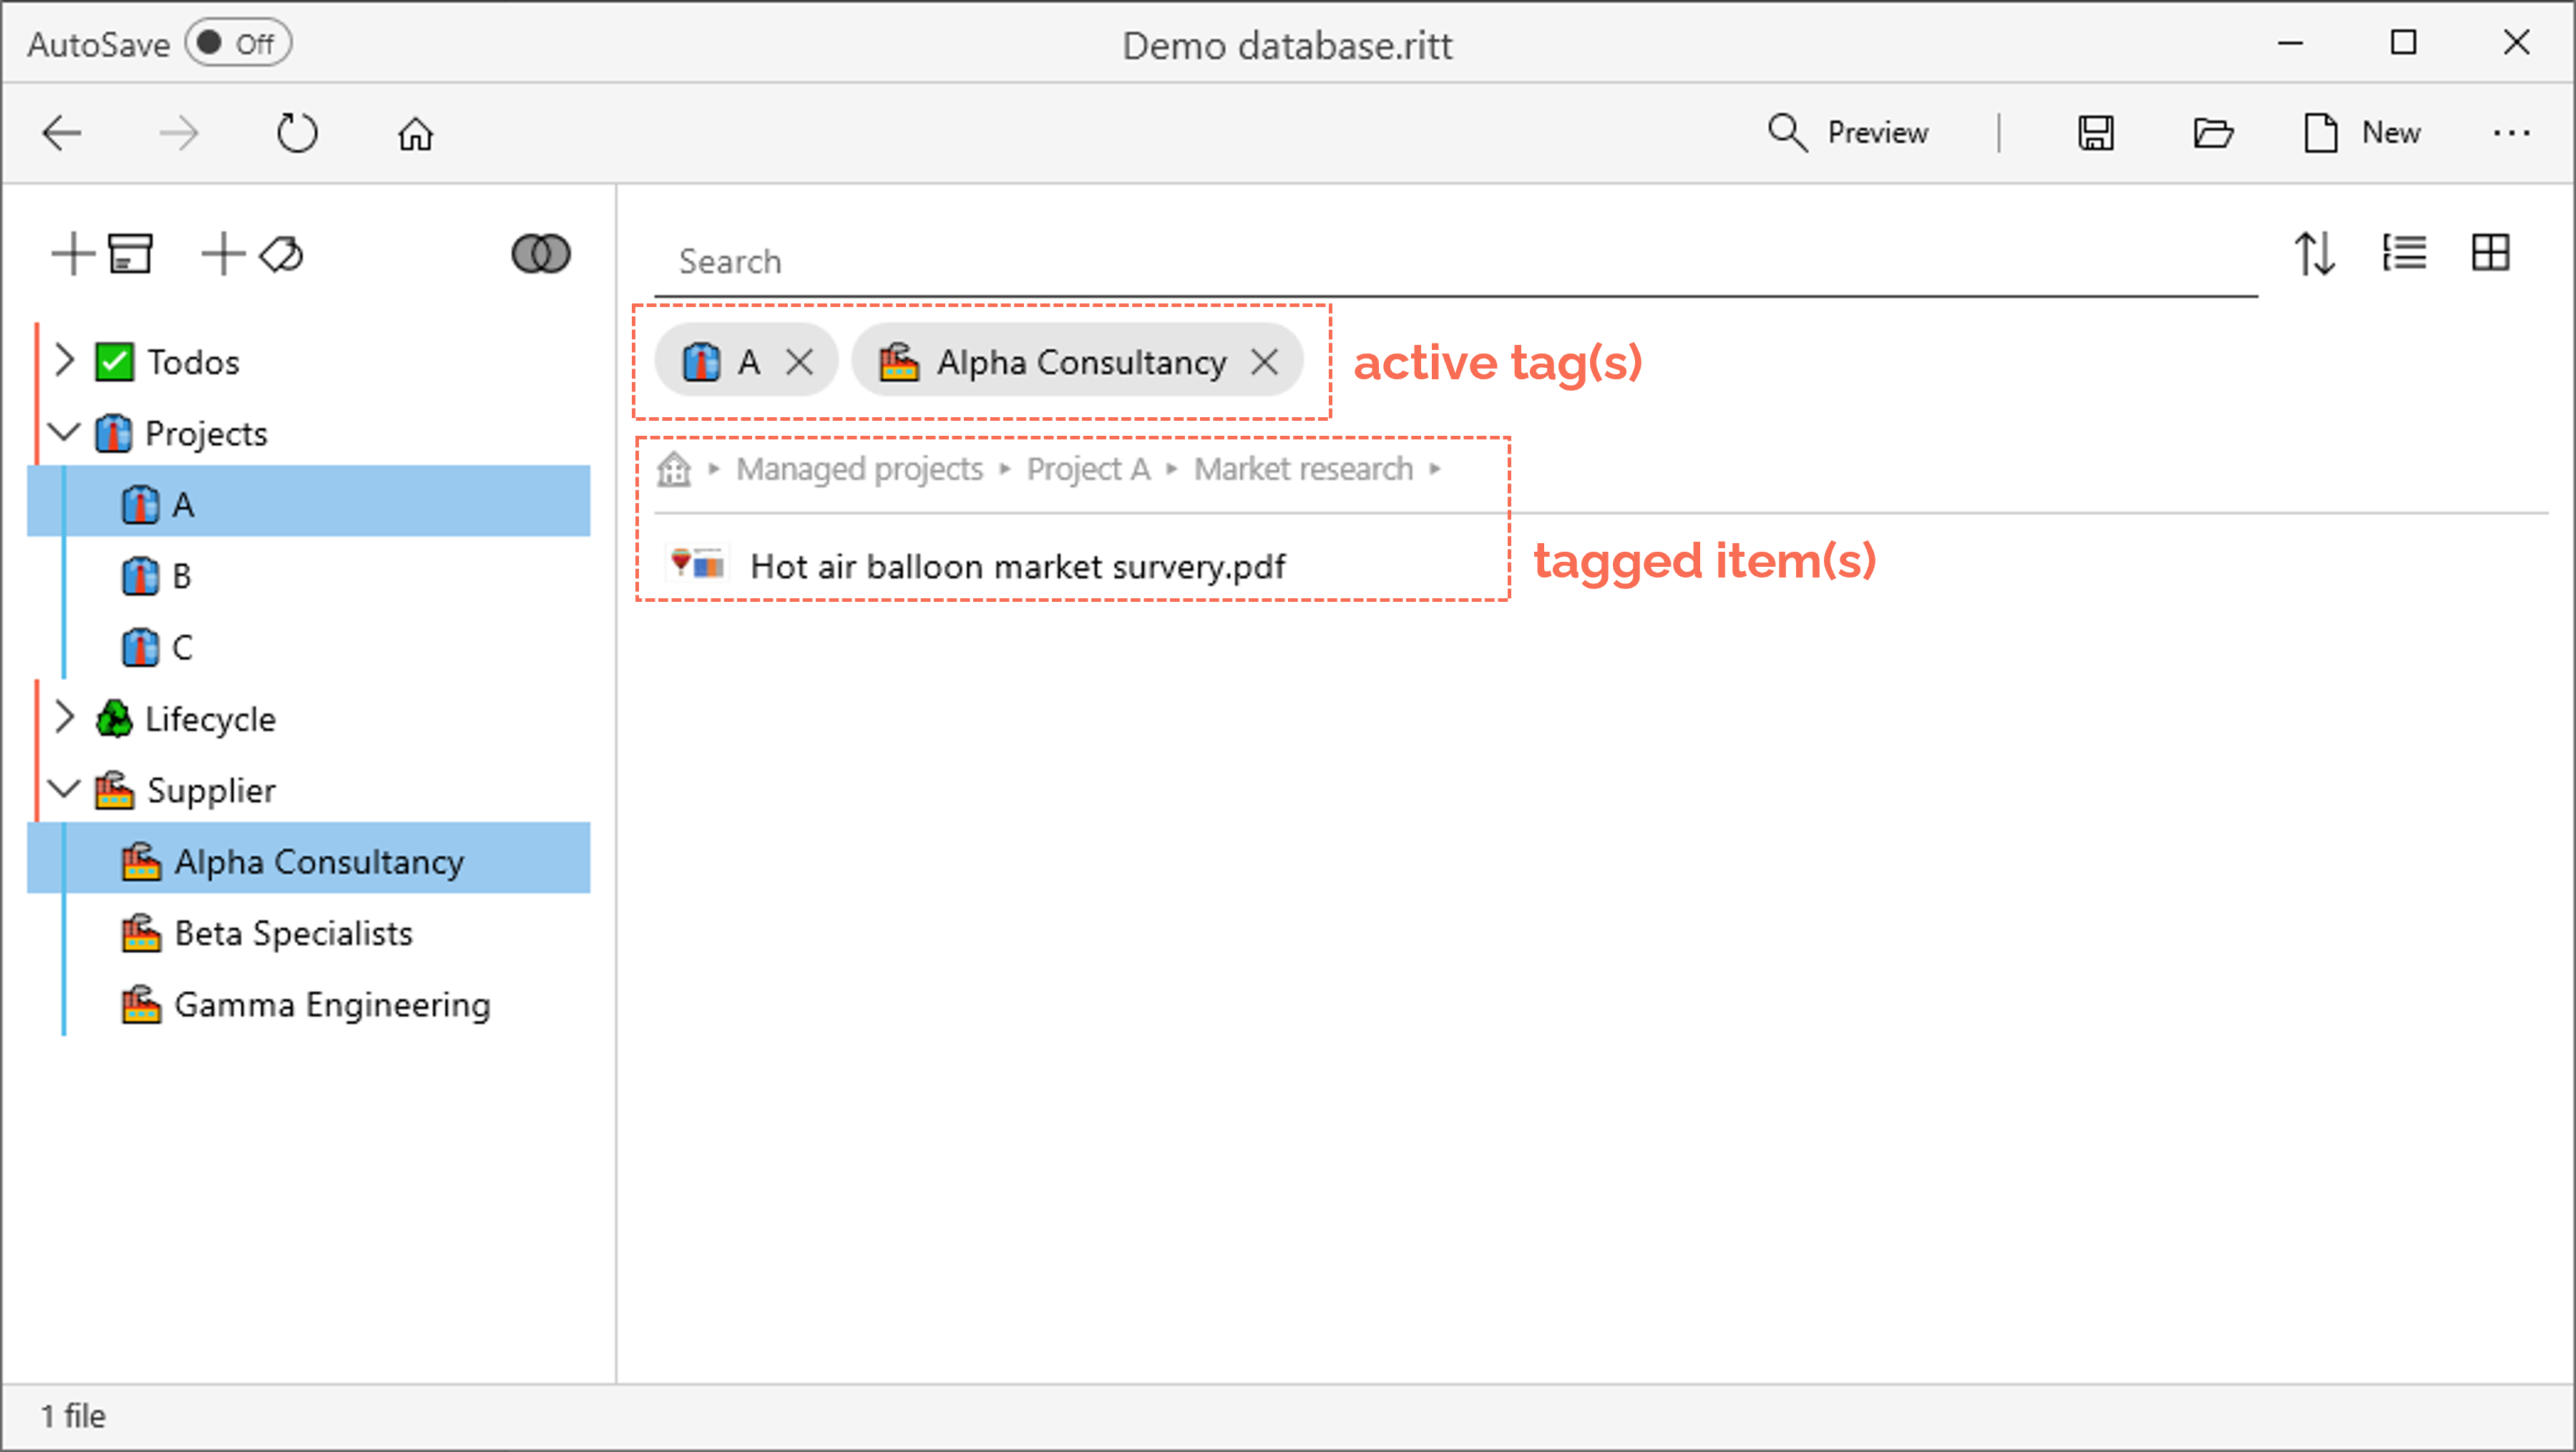 AutoSave Off
Demo database.ritt
Preview
New
Search
A
Alpha Consultancy
active tag(s)
Managed projects
Project A
Market research
Hot air balloon market survery.pdf
tagged item(s)
Todos
Projects
A
B
C
Lifecycle
Supplier
Alpha Consultancy
Beta Specialists
Gamma Engineering
1 file